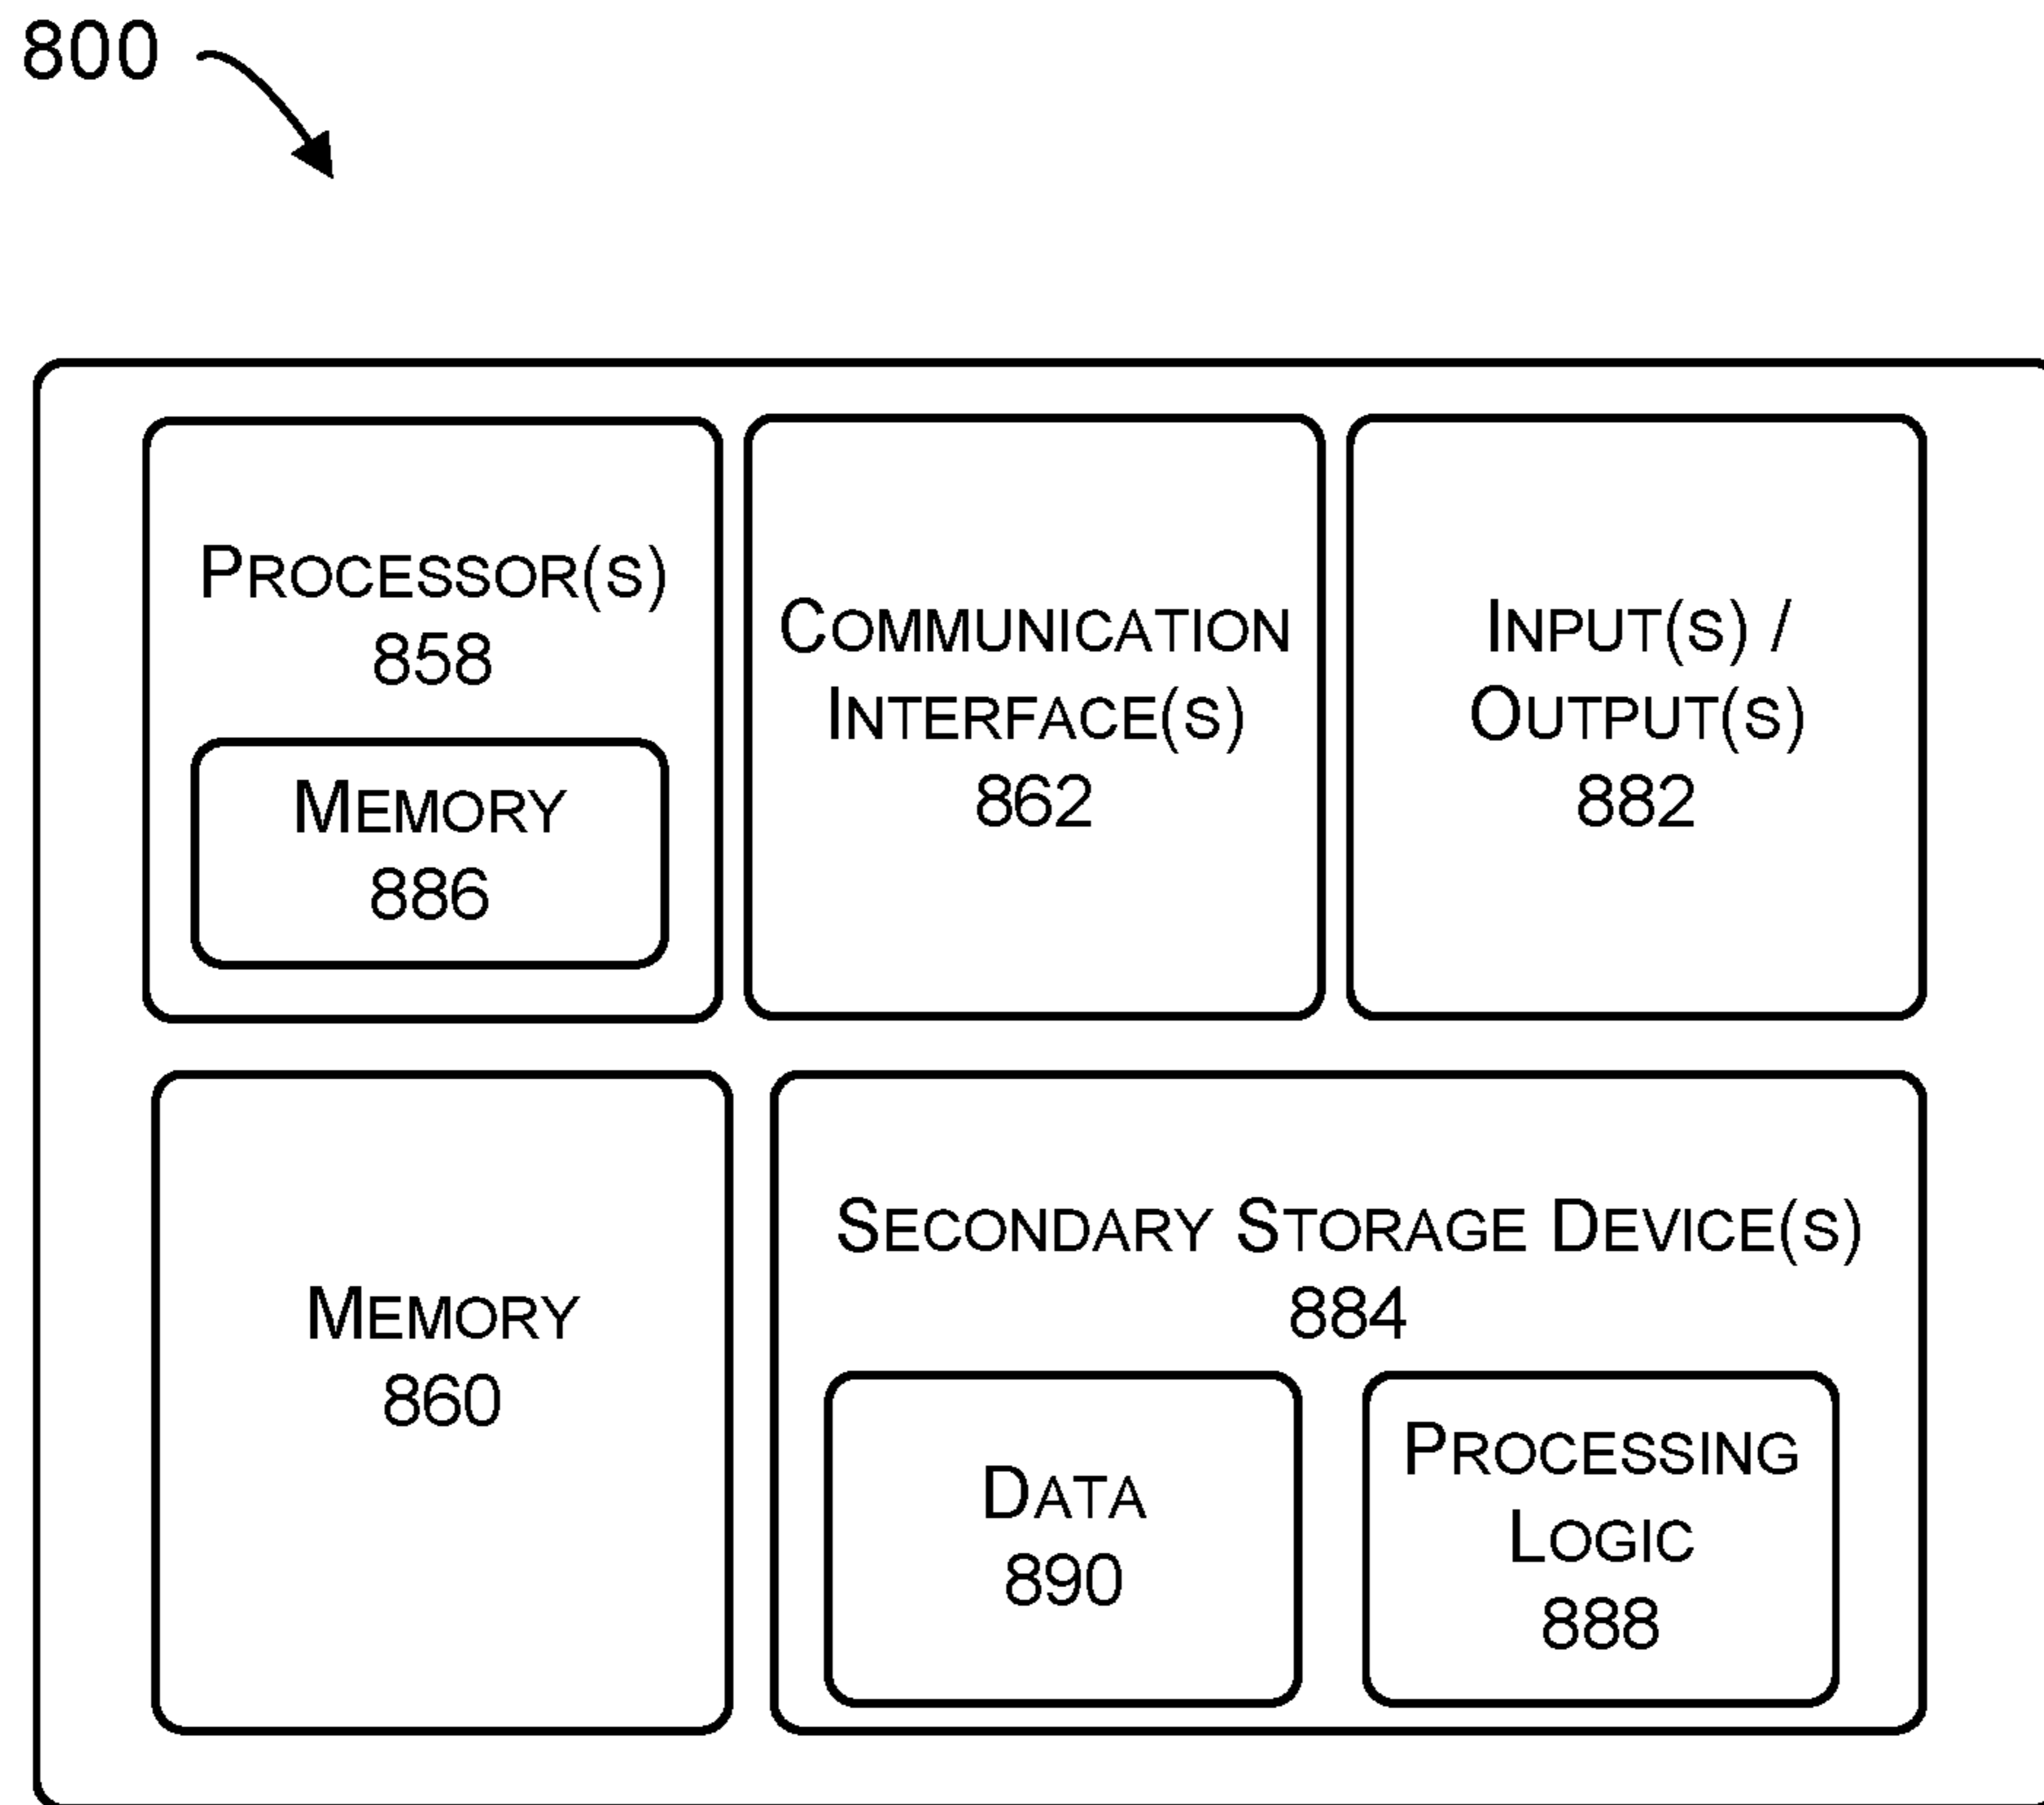 800
PROCESSOR(S)
858
MEMORY
886
COMMUNICATION
INTERFACE(S)
862
INPUT(S) /
OUTPUT(S)
882
MEMORY
860
SECONDARY STORAGE DEVICE(S)
884
DATA
890
PROCESSING
LOGIC
888